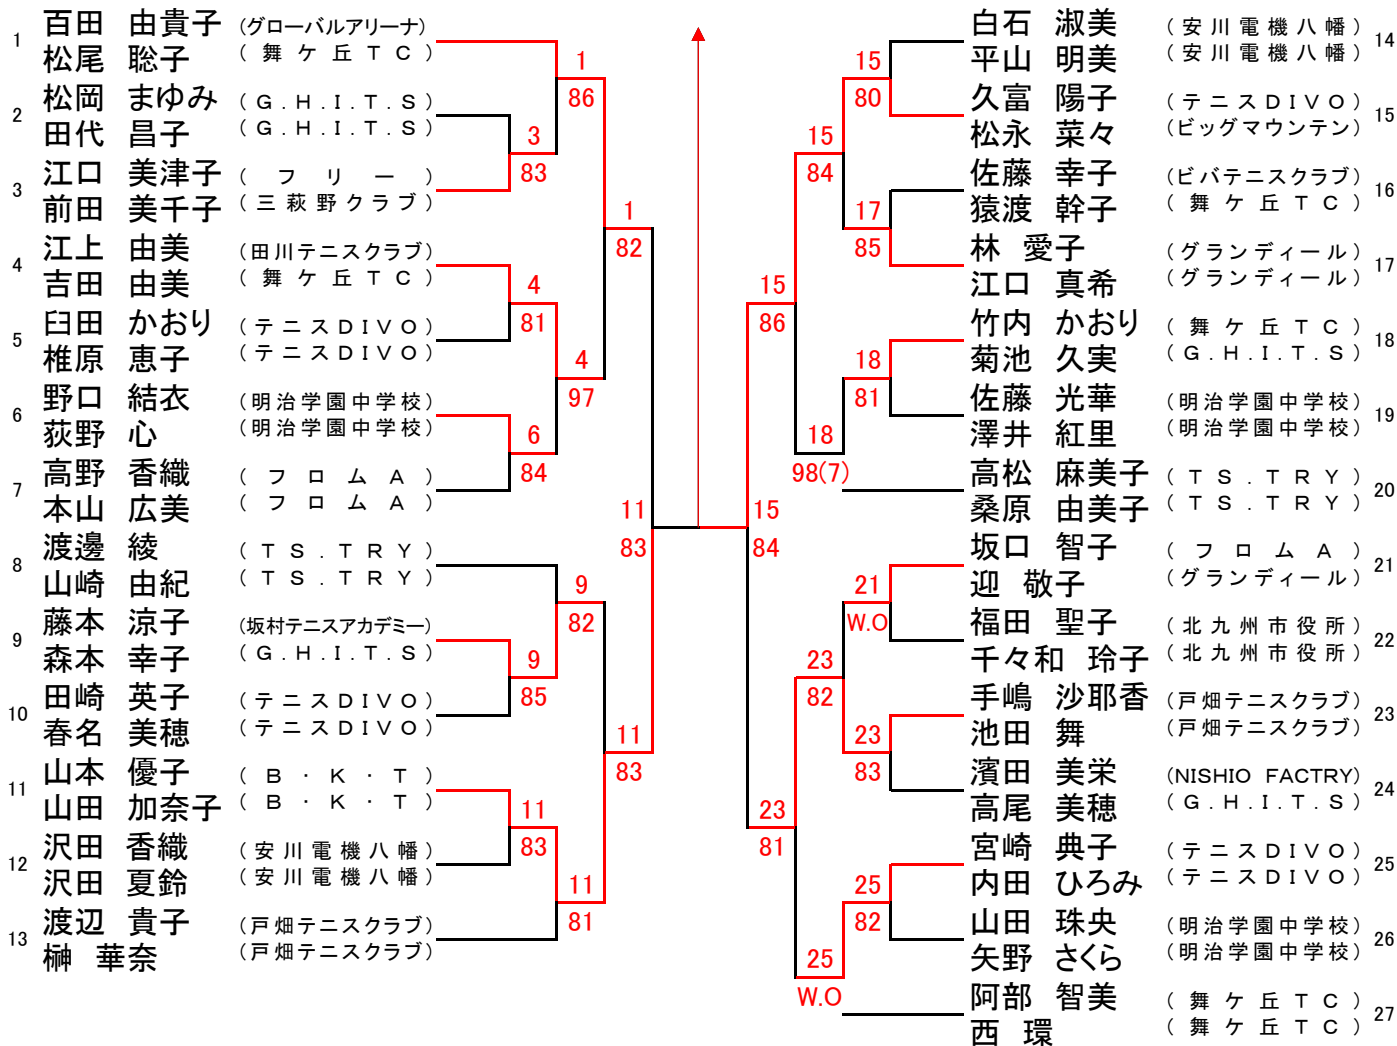 1
百田 由貴子 (グローバルアリーナ)
松尾 聡子 (舞ケ丘TC)
2
松岡 まゆみ (G.H.I.T.S)
田代 昌子 (G.H.I.T.S)
3
江口 美津子 (フリー)
前田 美千子 (三萩野クラブ)
4
江上 由美 (田川テニスクラブ)
吉田 由美 (舞ケ丘TC)
5
臼田 かおり (テニスDIVO)
椎原 恵子 (テニスDIVO)
6
野口 結衣 (明治学園中学校)
荻野 心 (明治学園中学校)
7
高野 香織 (フロムA)
本山 広美 (フロムA)
8
渡邊 綾 (TS.TRY)
山崎 由紀 (TS.TRY)
9
藤本 涼子 (坂村テニスアカデミー)
森本 幸子 (G.H.I.T.S)
10
田崎 英子 (テニスDIVO)
春名 美穂 (テニスDIVO)
11
山本 優子 (B・K・T)
山田 加奈子 (B・K・T)
12
沢田 香織 (安川電機八幡)
沢田 夏鈴 (安川電機八幡)
13
渡辺 貴子 (戸畑テニスクラブ)
榊 華奈 (戸畑テニスクラブ)
3
83
4
81
6
84
9
85
11
83
1
86
4
97
9
82
11
81
1
82
11
83
11
83
15
84
15
86
23
81
15
84
18
98(7)
23
82
25
W.O
15
80
17
85
18
81
21
W.O
23
83
25
82
白石 淑美 (安川電機八幡)
平山 明美 (安川電機八幡)
14
久富 陽子 (テニスDIVO)
松永 菜々 (ビッグマウンテン)
15
佐藤 幸子 (ビバテニスクラブ)
猿渡 幹子 (舞ケ丘TC)
16
林 愛子 (グランディール)
江口 真希 (グランディール)
17
竹内 かおり (舞ケ丘TC)
菊池 久実 (G.H.I.T.S)
18
佐藤 光華 (明治学園中学校)
澤井 紅里 (明治学園中学校)
19
高松 麻美子 (TS.TRY)
桑原 由美子 (TS.TRY)
20
坂口 智子 (フロムA)
迎 敬子 (グランディール)
21
福田 聖子 (北九州市役所)
千々和 玲子 (北九州市役所)
22
手嶋 沙耶香 (戸畑テニスクラブ)
池田 舞 (戸畑テニスクラブ)
23
濱田 美栄 (NISHIO FACTRY)
高尾 美穂 (G.H.I.T.S)
24
宮崎 典子 (テニスDIVO)
内田 ひろみ (テニスDIVO)
25
山田 珠央 (明治学園中学校)
矢野 さくら (明治学園中学校)
26
阿部 智美 (舞ケ丘TC)
西 環 (舞ケ丘TC)
27